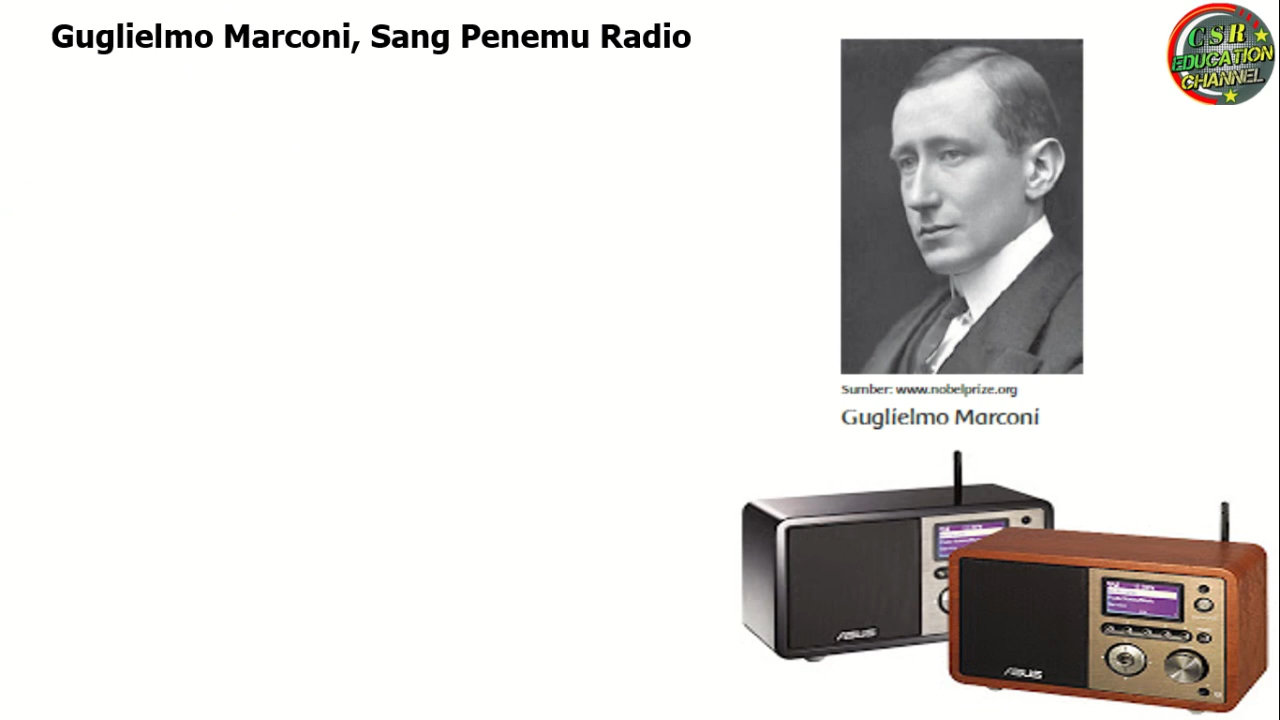 Guglielmo Marconi, Sang Penemu Radio
CSR
EDUCATION
CHANNEL
Sumber: www.nobelprize.org
Guglielmo Marconi
ASUS
ASUS